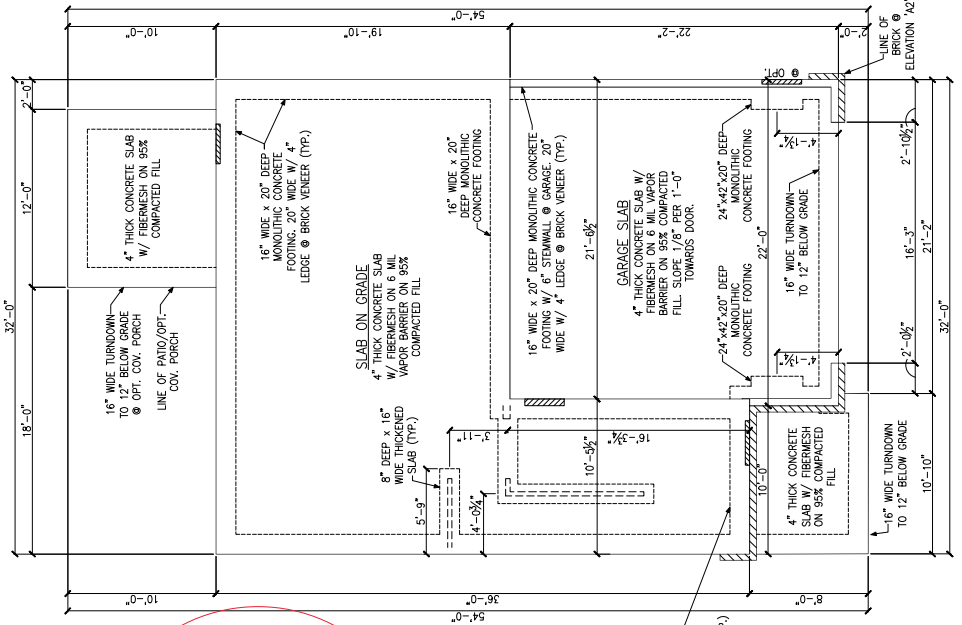 54'-0"
10'-0"
19'-10"
22'-2"
2'-0"
LINE OF
BRICK @
ELEVATION 'A2'
32'-0"
2'-0"
12'-0"
18'-0"
4" THICK CONCRETE SLAB
W/ FIBERMESH ON 95%
COMPACTED FILL
16" WIDE TURNDOWN
TO 12" BELOW GRADE
@ OPT. COV. PORCH
LINE OF PATIO/OPT.
COV. PORCH
16" WIDE x 20" DEEP
MONOLITHIC CONCRETE
FOOTING. 20" WIDE W/ 4"
LEDGE @ BRICK VENEER (TYP.)
SLAB ON GRADE
4" THICK CONCRETE SLAB
W/ FIBERMESH ON 6 MIL
VAPOR BARRIER ON 95%
COMPACTED FILL
16" WIDE x 20"
DEEP MONOLITHIC
CONCRETE FOOTING
8" DEEP x 16"
WIDE THICKENED
SLAB (TYP.)
5'-9"
4'-0¾"
3'-11"
16'-3¾"
10'-5½"
21'-6½"
16" WIDE x 20" DEEP MONOLITHIC CONCRETE
FOOTING W/ 6" STEMWALL @ GARAGE. 20"
WIDE W/ 4" LEDGE @ BRICK VENEER (TYP.)
GARAGE SLAB
4" THICK CONCRETE SLAB W/
FIBERMESH ON 6 MIL VAPOR
BARRIER ON 95% COMPACTED
FILL. SLOPE 1/8" PER 1'-0"
TOWARDS DOOR.
24"x42"x20" DEEP
MONOLITHIC
CONCRETE FOOTING
24"x42"x20" DEEP
MONOLITHIC
CONCRETE FOOTING
@ OPT.
22'-0"
10'-0"
4'-1¾"
4'-1¾"
16" WIDE TURNDOWN
TO 12" BELOW GRADE
4" THICK CONCRETE
SLAB W/ FIBERMESH
ON 95% COMPACTED
FILL
16" WIDE TURNDOWN
TO 12" BELOW GRADE
2'-10½"
16'-3"
2'-0½"
21'-2"
10'-10"
32'-0"
10'-0"
36'-0"
8'-0"
54'-0"